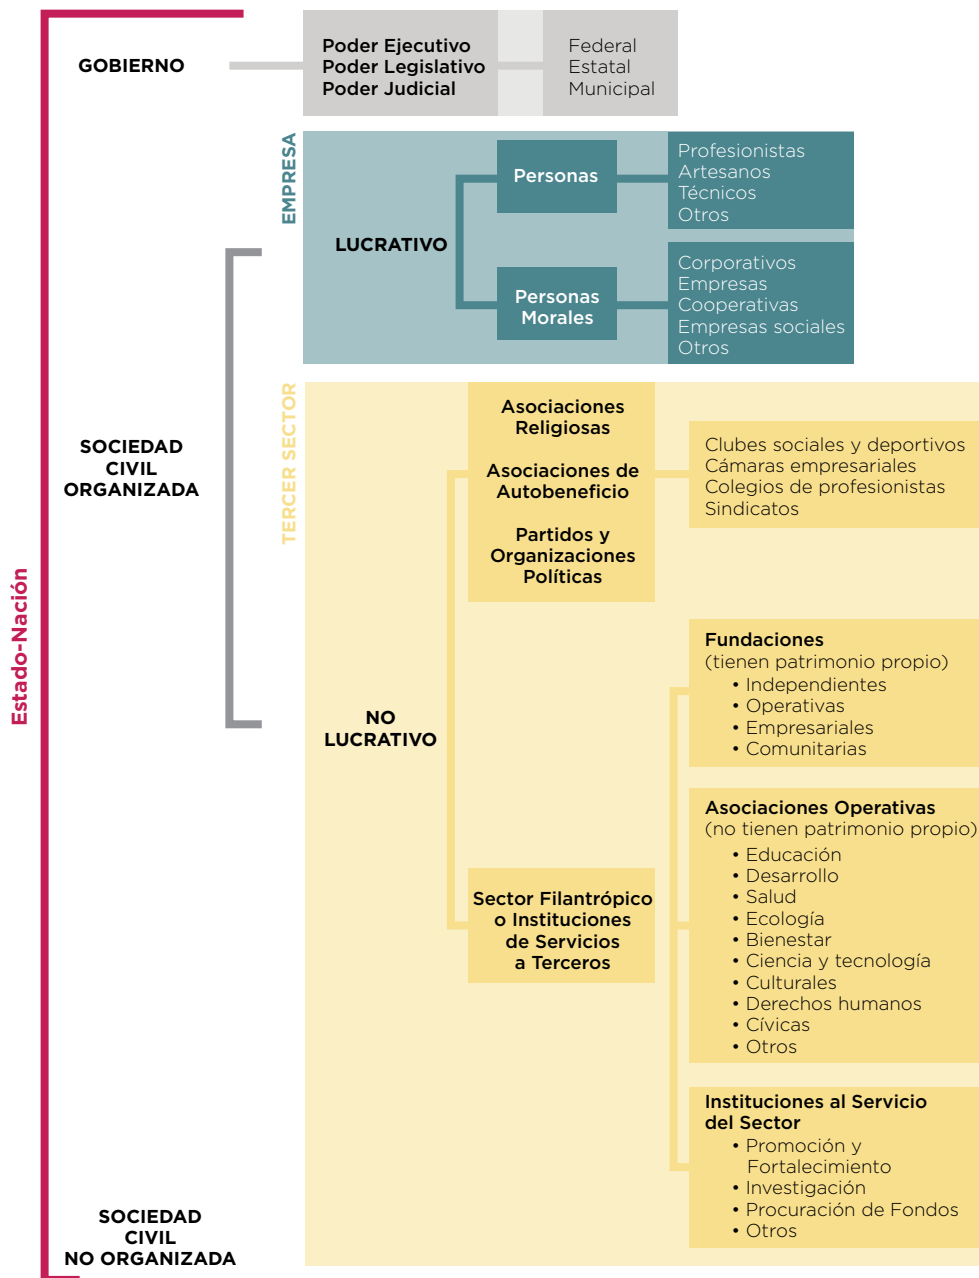 Estado-Nación
GOBIERNO
Poder Ejecutivo
Poder Legislativo
Poder Judicial
Federal
Estatal
Municipal
SOCIEDAD
CIVIL
ORGANIZADA
EMPRESA
LUCRATIVO
Personas
Profesionistas
Artesanos
Técnicos
Otros
Personas
Morales
Corporativos
Empresas
Cooperativas
Empresas sociales
Otros
TERCER SECTOR
NO
LUCRATIVO
Asociaciones
Religiosas
Asociaciones de
Autobeneficio
Partidos y
Organizaciones
Políticas
Clubes sociales y deportivos
Cámaras empresariales
Colegios de profesionistas
Sindicatos
Sector Filantrópico
o Instituciones
de Servicios
a Terceros
Fundaciones
(tienen patrimonio propio)
• Independientes
• Operativas
• Empresariales
• Comunitarias
Asociaciones Operativas
(no tienen patrimonio propio)
• Educación
• Desarrollo
• Salud
• Ecología
• Bienestar
• Ciencia y tecnología
• Culturales
• Derechos humanos
• Cívicas
• Otros
Instituciones al Servicio
del Sector
• Promoción y
Fortalecimiento
• Investigación
• Procuración de Fondos
• Otros
SOCIEDAD
CIVIL
NO ORGANIZADA